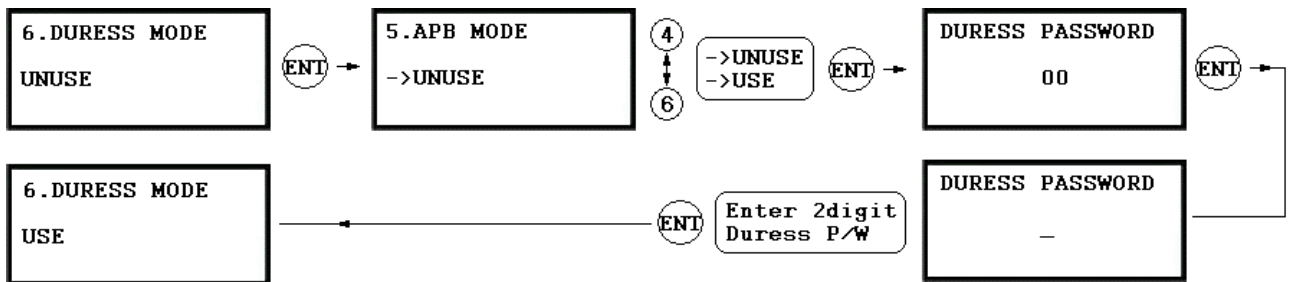 6.DURESS MODE
UNUSE
ENT
5.APB MODE
->UNUSE
4
6
->UNUSE
->USE
ENT
DURESS PASSWORD
00
ENT
DURESS PASSWORD
_
Enter 2digit
Duress P/W
ENT
6.DURESS MODE
USE